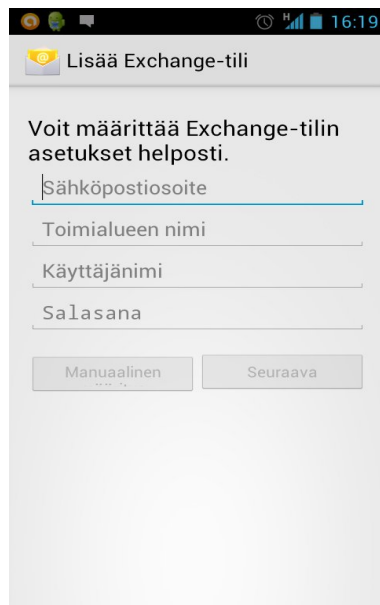 H 16:19
Lisää Exchange-tili
Voit määrittää Exchange-tilin
asetukset helposti.
Sähköpostiosoite
Toimialueen nimi
Käyttäjänimi
Salasana
Manuaalinen
Seuraava